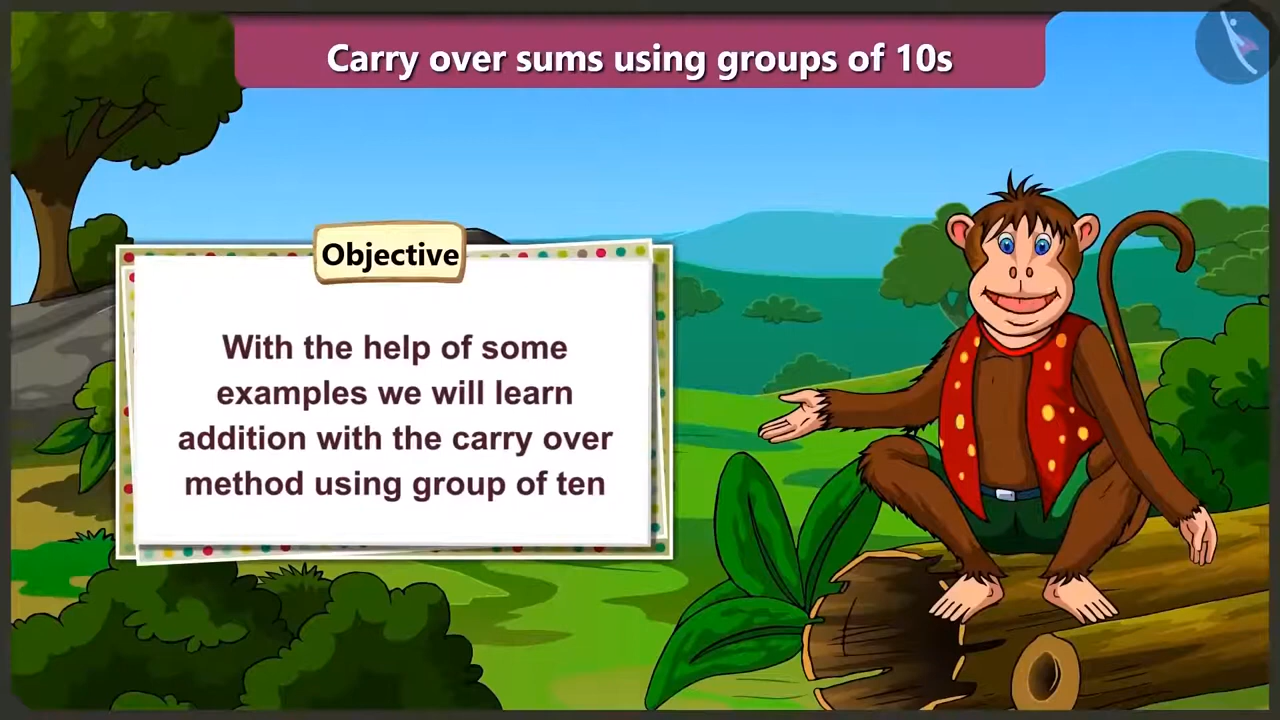 Carry over sums using groups of 10s
Objective
With the help of some
examples we will learn
addition with the carry over
method using group of ten